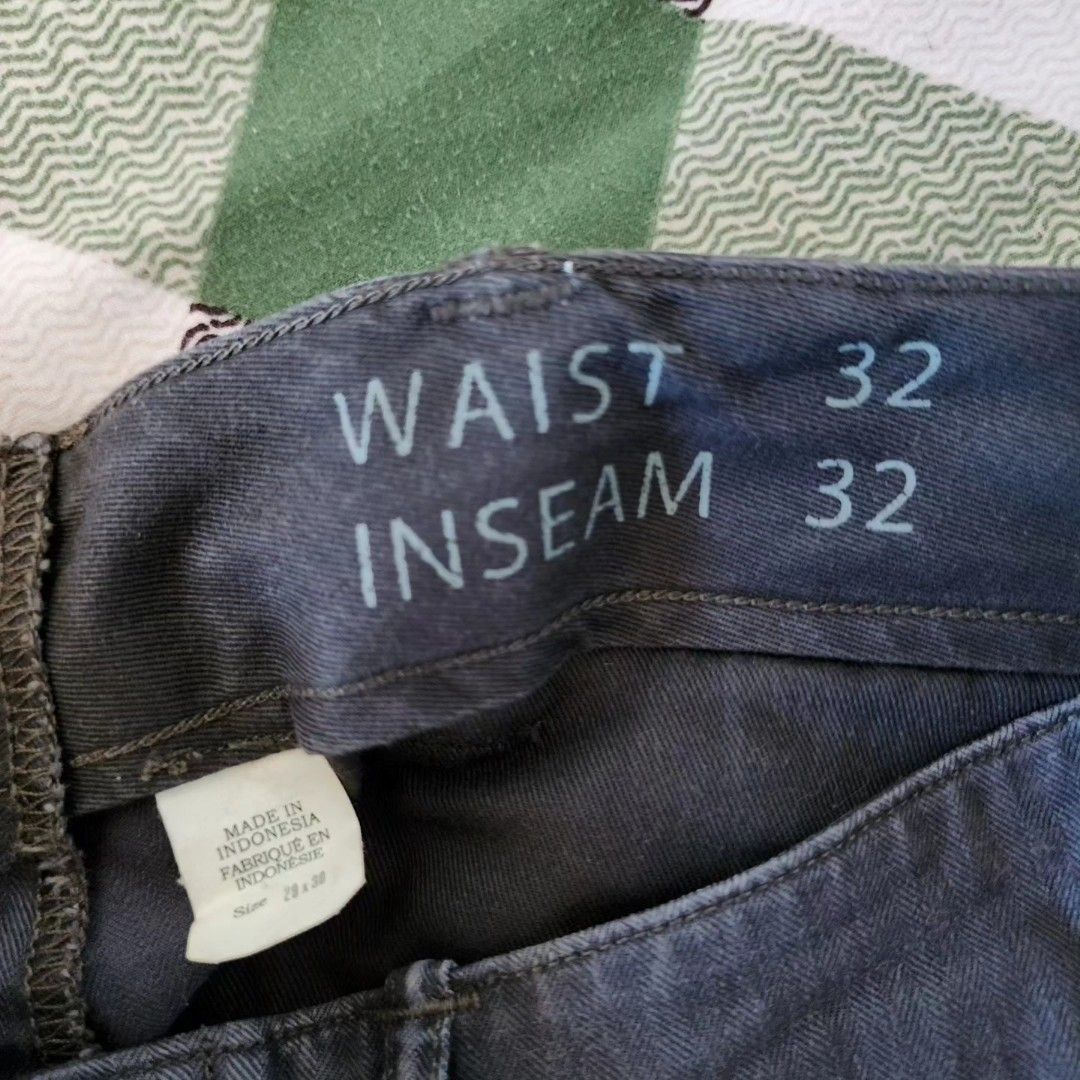 WAIST 32
INSEAM 32
MADE IN
INDONESIA
FABRIQUÉ EN
INDONÉSIE
Size 29 x 30